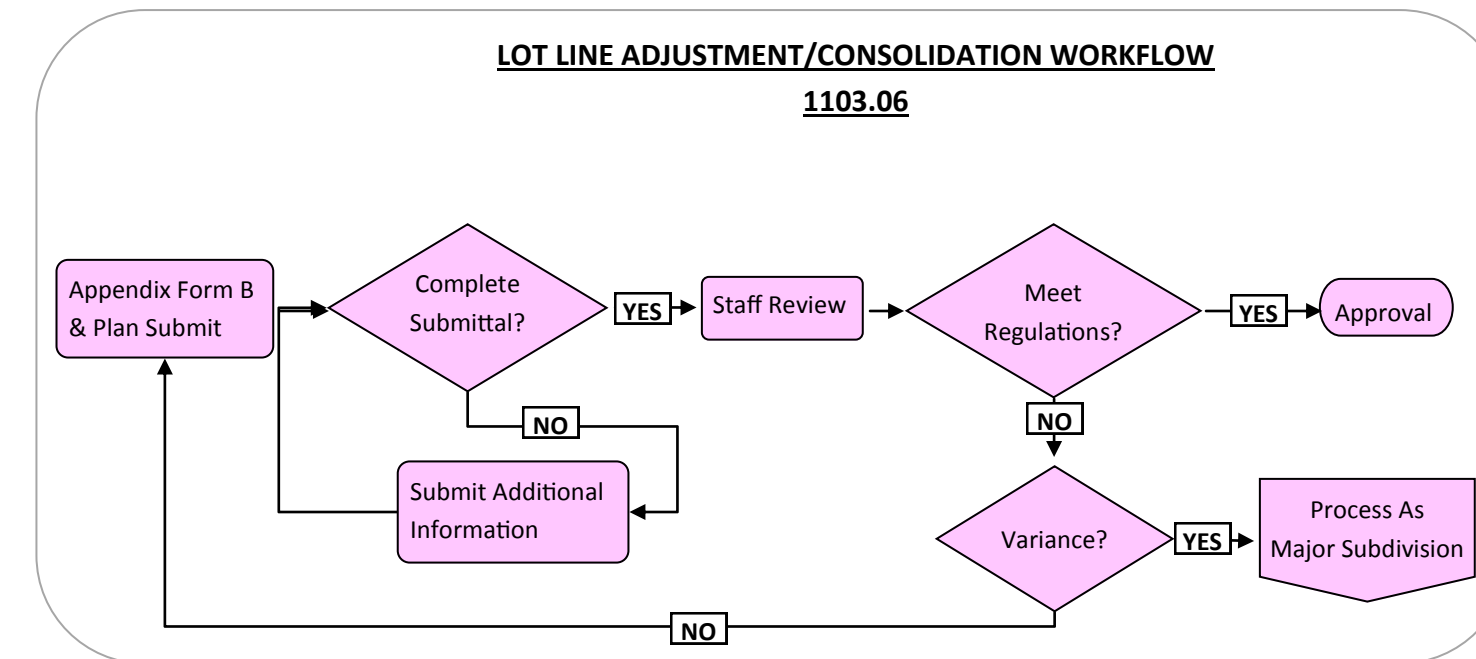 LOT LINE ADJUSTMENT/CONSOLIDATION WORKFLOW
1103.06
Appendix Form B
& Plan Submit
Complete
Submittal?
YES
Staff Review
Meet
Regulations?
YES
Approval
NO
Submit Additional
Information
NO
Variance?
YES
Process As
Major Subdivision
NO